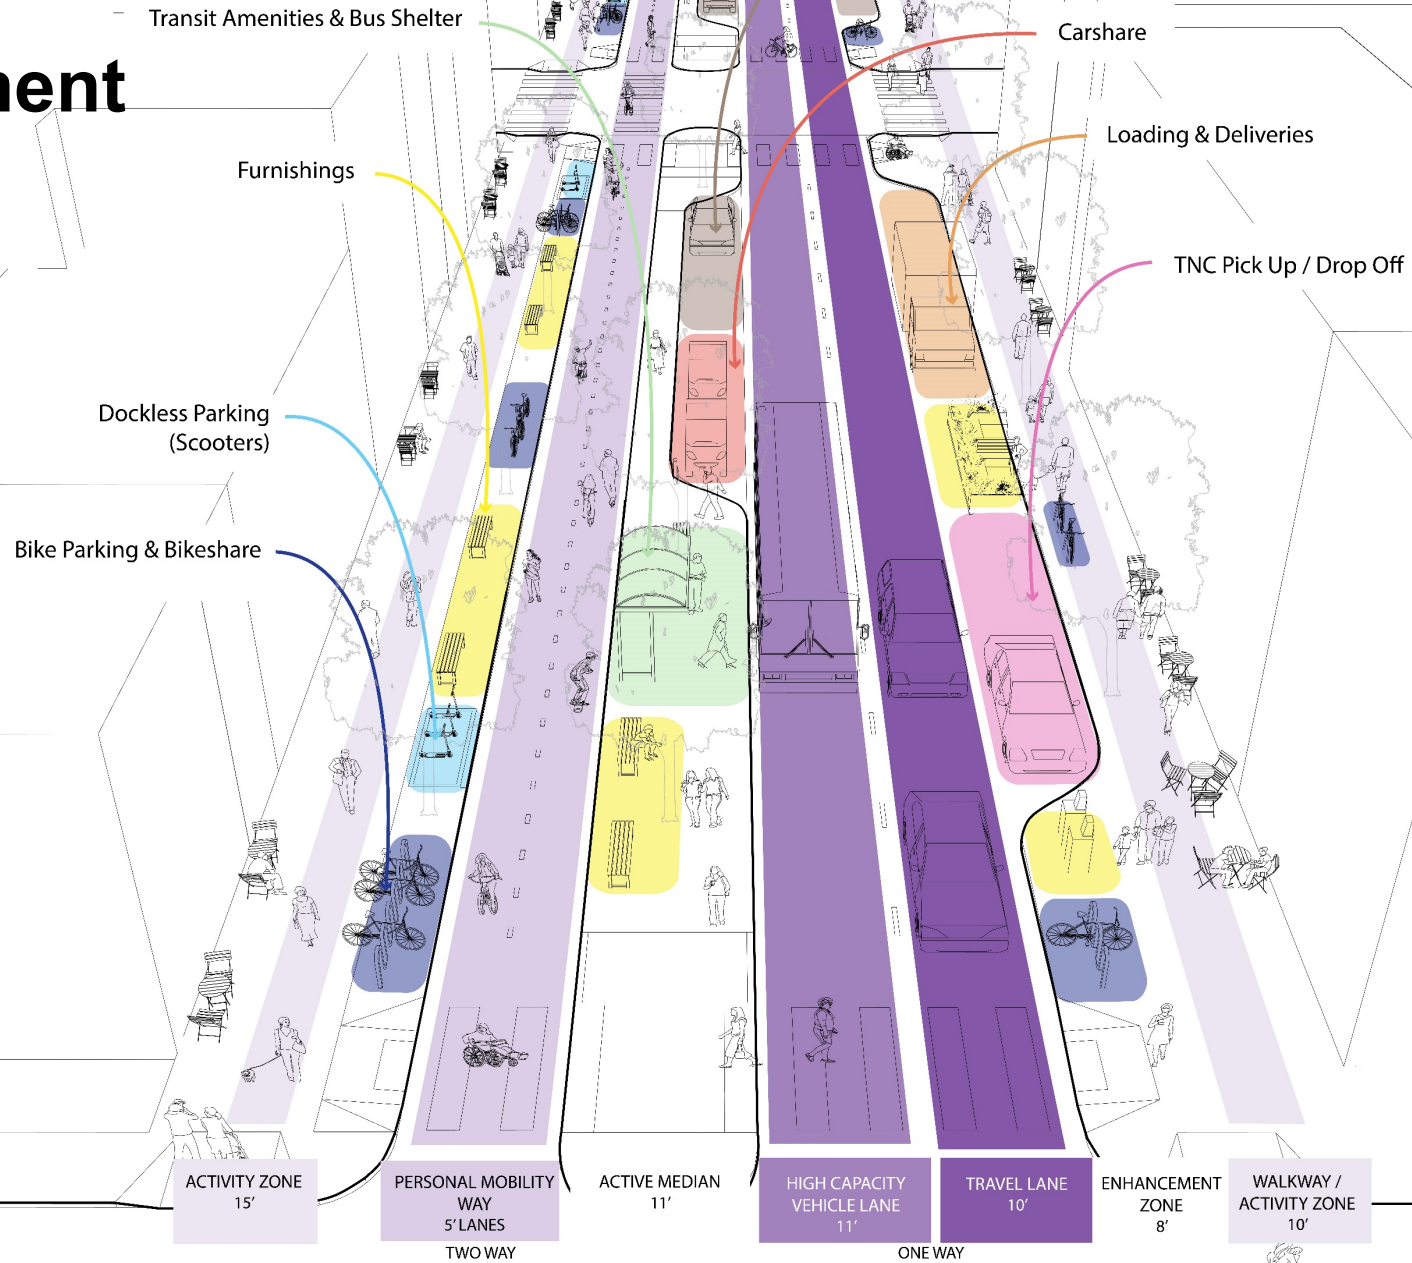 Transit Amenities & Bus Shelter
Carshare
ment
Loading & Deliveries
Furnishings
TNC Pick Up / Drop Off
Dockless Parking
(Scooters)
Bike Parking & Bikeshare
ACTIVITY ZONE
15′
PERSONAL MOBILITY
WAY
5′ LANES
TWO WAY
ACTIVE MEDIAN
11′
HIGH CAPACITY
VEHICLE LANE
11′
TRAVEL LANE
10′
ONE WAY
ENHANCEMENT
ZONE
8′
WALKWAY /
ACTIVITY ZONE
10′